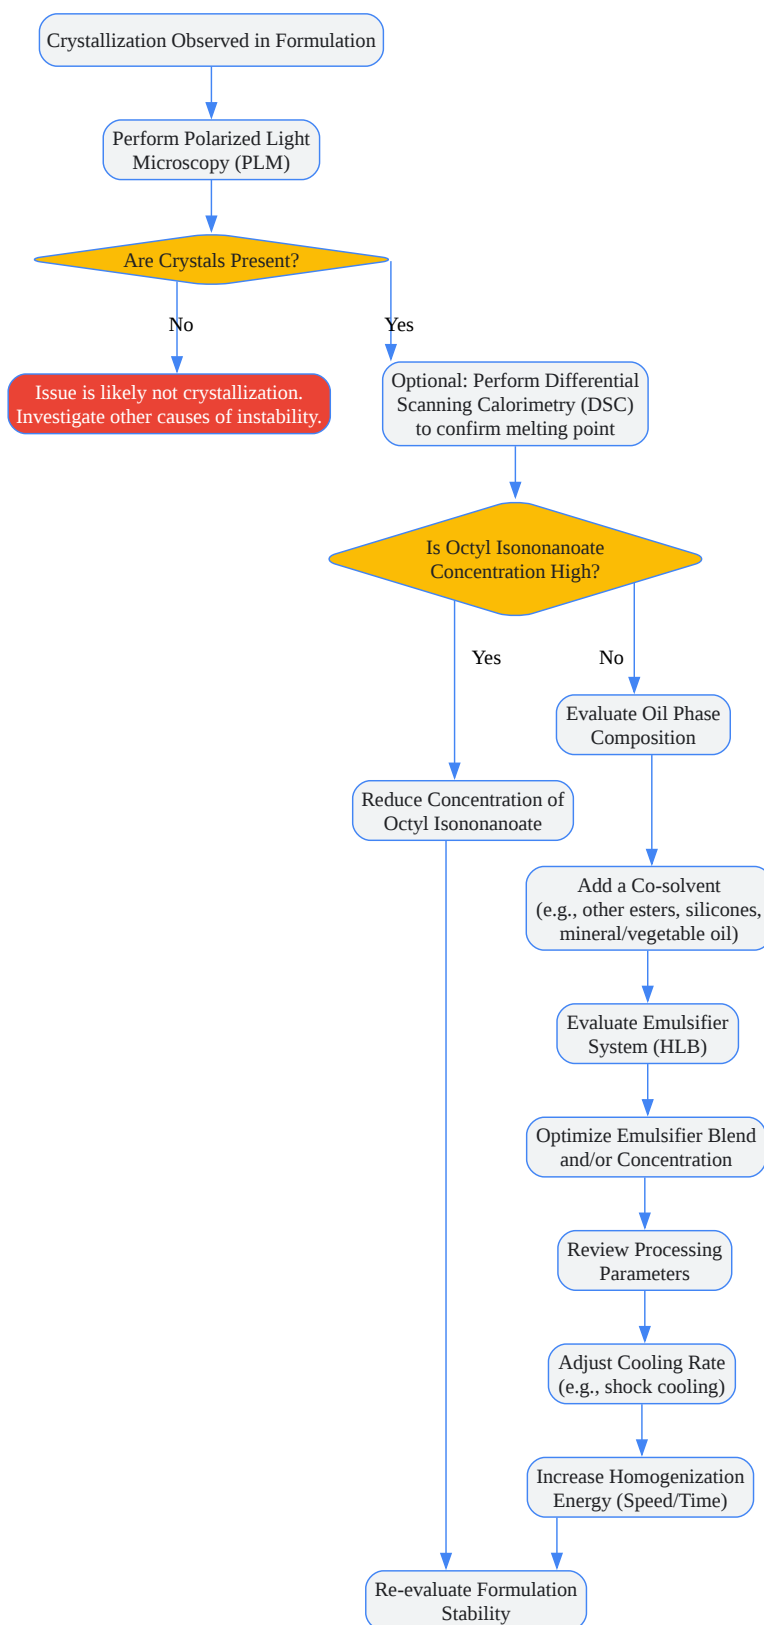 Crystallization Observed in Formulation
Perform Polarized Light
Microscopy (PLM)
Are Crystals Present?
No
Yes
Issue is likely not crystallization.
Investigate other causes of instability.
Optional: Perform Differential
Scanning Calorimetry (DSC)
to confirm melting point
Is Octyl Isononanoate
Concentration High?
Yes
No
Evaluate Oil Phase
Composition
Reduce Concentration of
Octyl Isononanoate
Add a Co-solvent
(e.g., other esters, silicones,
mineral/vegetable oil)
Evaluate Emulsifier
System (HLB)
Optimize Emulsifier Blend
and/or Concentration
Review Processing
Parameters
Adjust Cooling Rate
(e.g., shock cooling)
Increase Homogenization
Energy (Speed/Time)
Re-evaluate Formulation
Stability